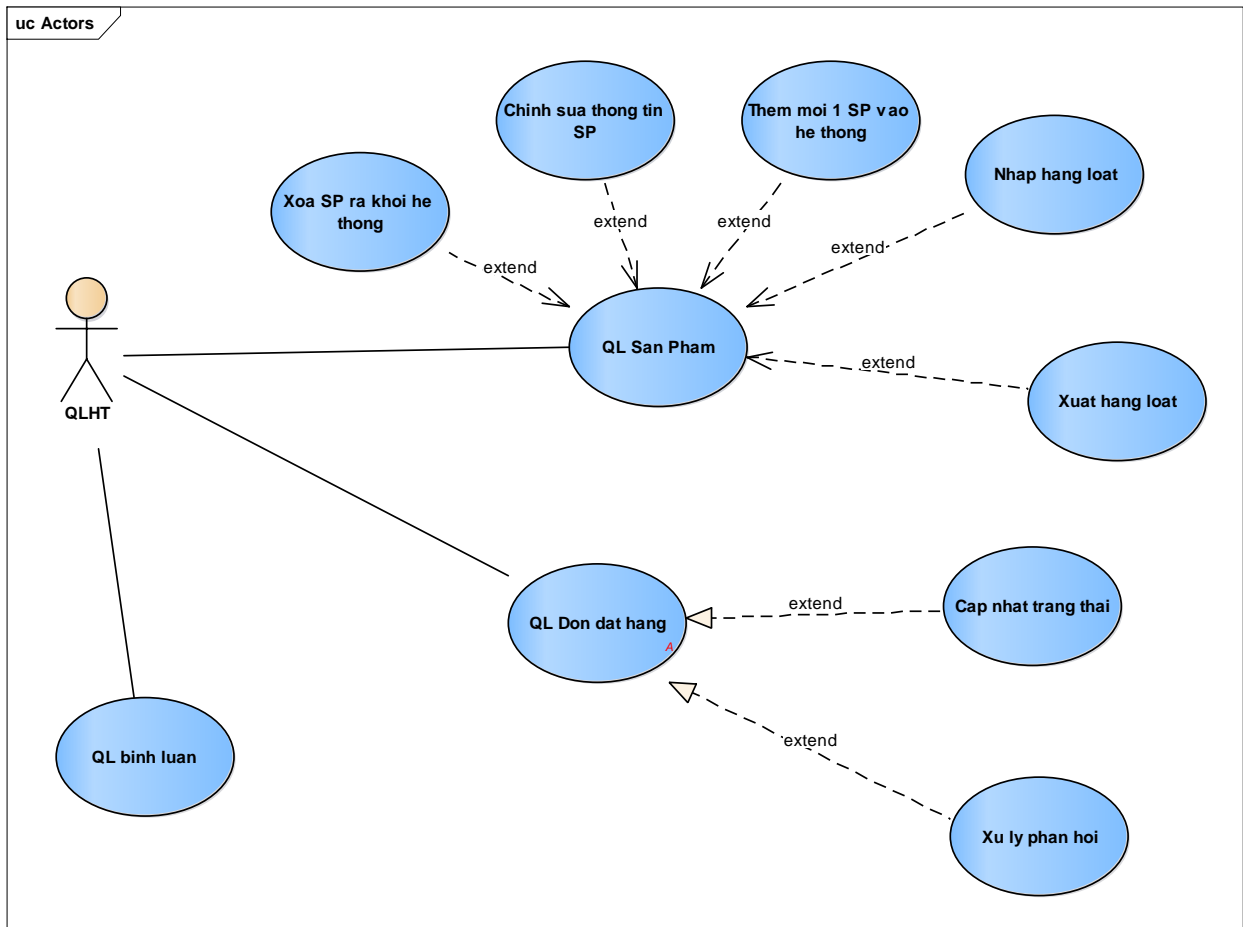 uc Actors
Chinh sua thong tin
SP
Them moi 1 SP vao
he thong
Nhap hang loat
Xoa SP ra khoi he
thong
extend
extend
extend
extend
extend
QL San Pham
Xuat hang loat
QLHT
extend
Cap nhat trang thai
QL Don dat hang
A
extend
QL binh luan
Xu ly phan hoi